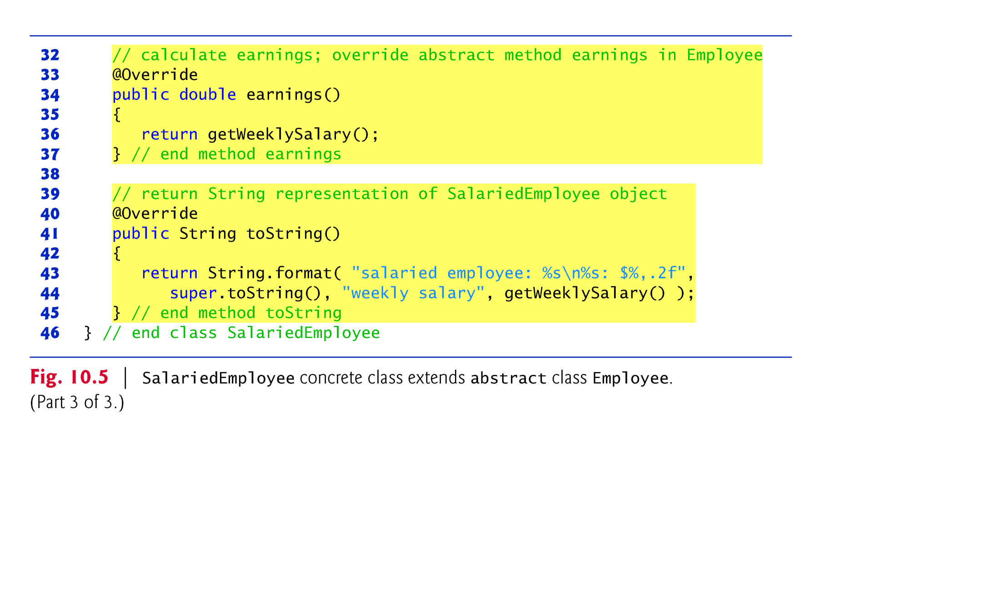 32 // calculate earnings; override abstract method earnings in Employee
33 @Override
34 public double earnings()
35 {
36 return getWeeklySalary();
37 } // end method earnings
38
39 // return String representation of SalariedEmployee object
40 @Override
41 public String toString()
42 {
43 return String.format( "salaried employee: %s\n%s: $%,.2f",
44 super.toString(), "weekly salary", getWeeklySalary() );
45 } // end method toString
46 } // end class SalariedEmployee
Fig. 10.5 | SalariedEmployee concrete class extends abstract class Employee.
(Part 3 of 3.)